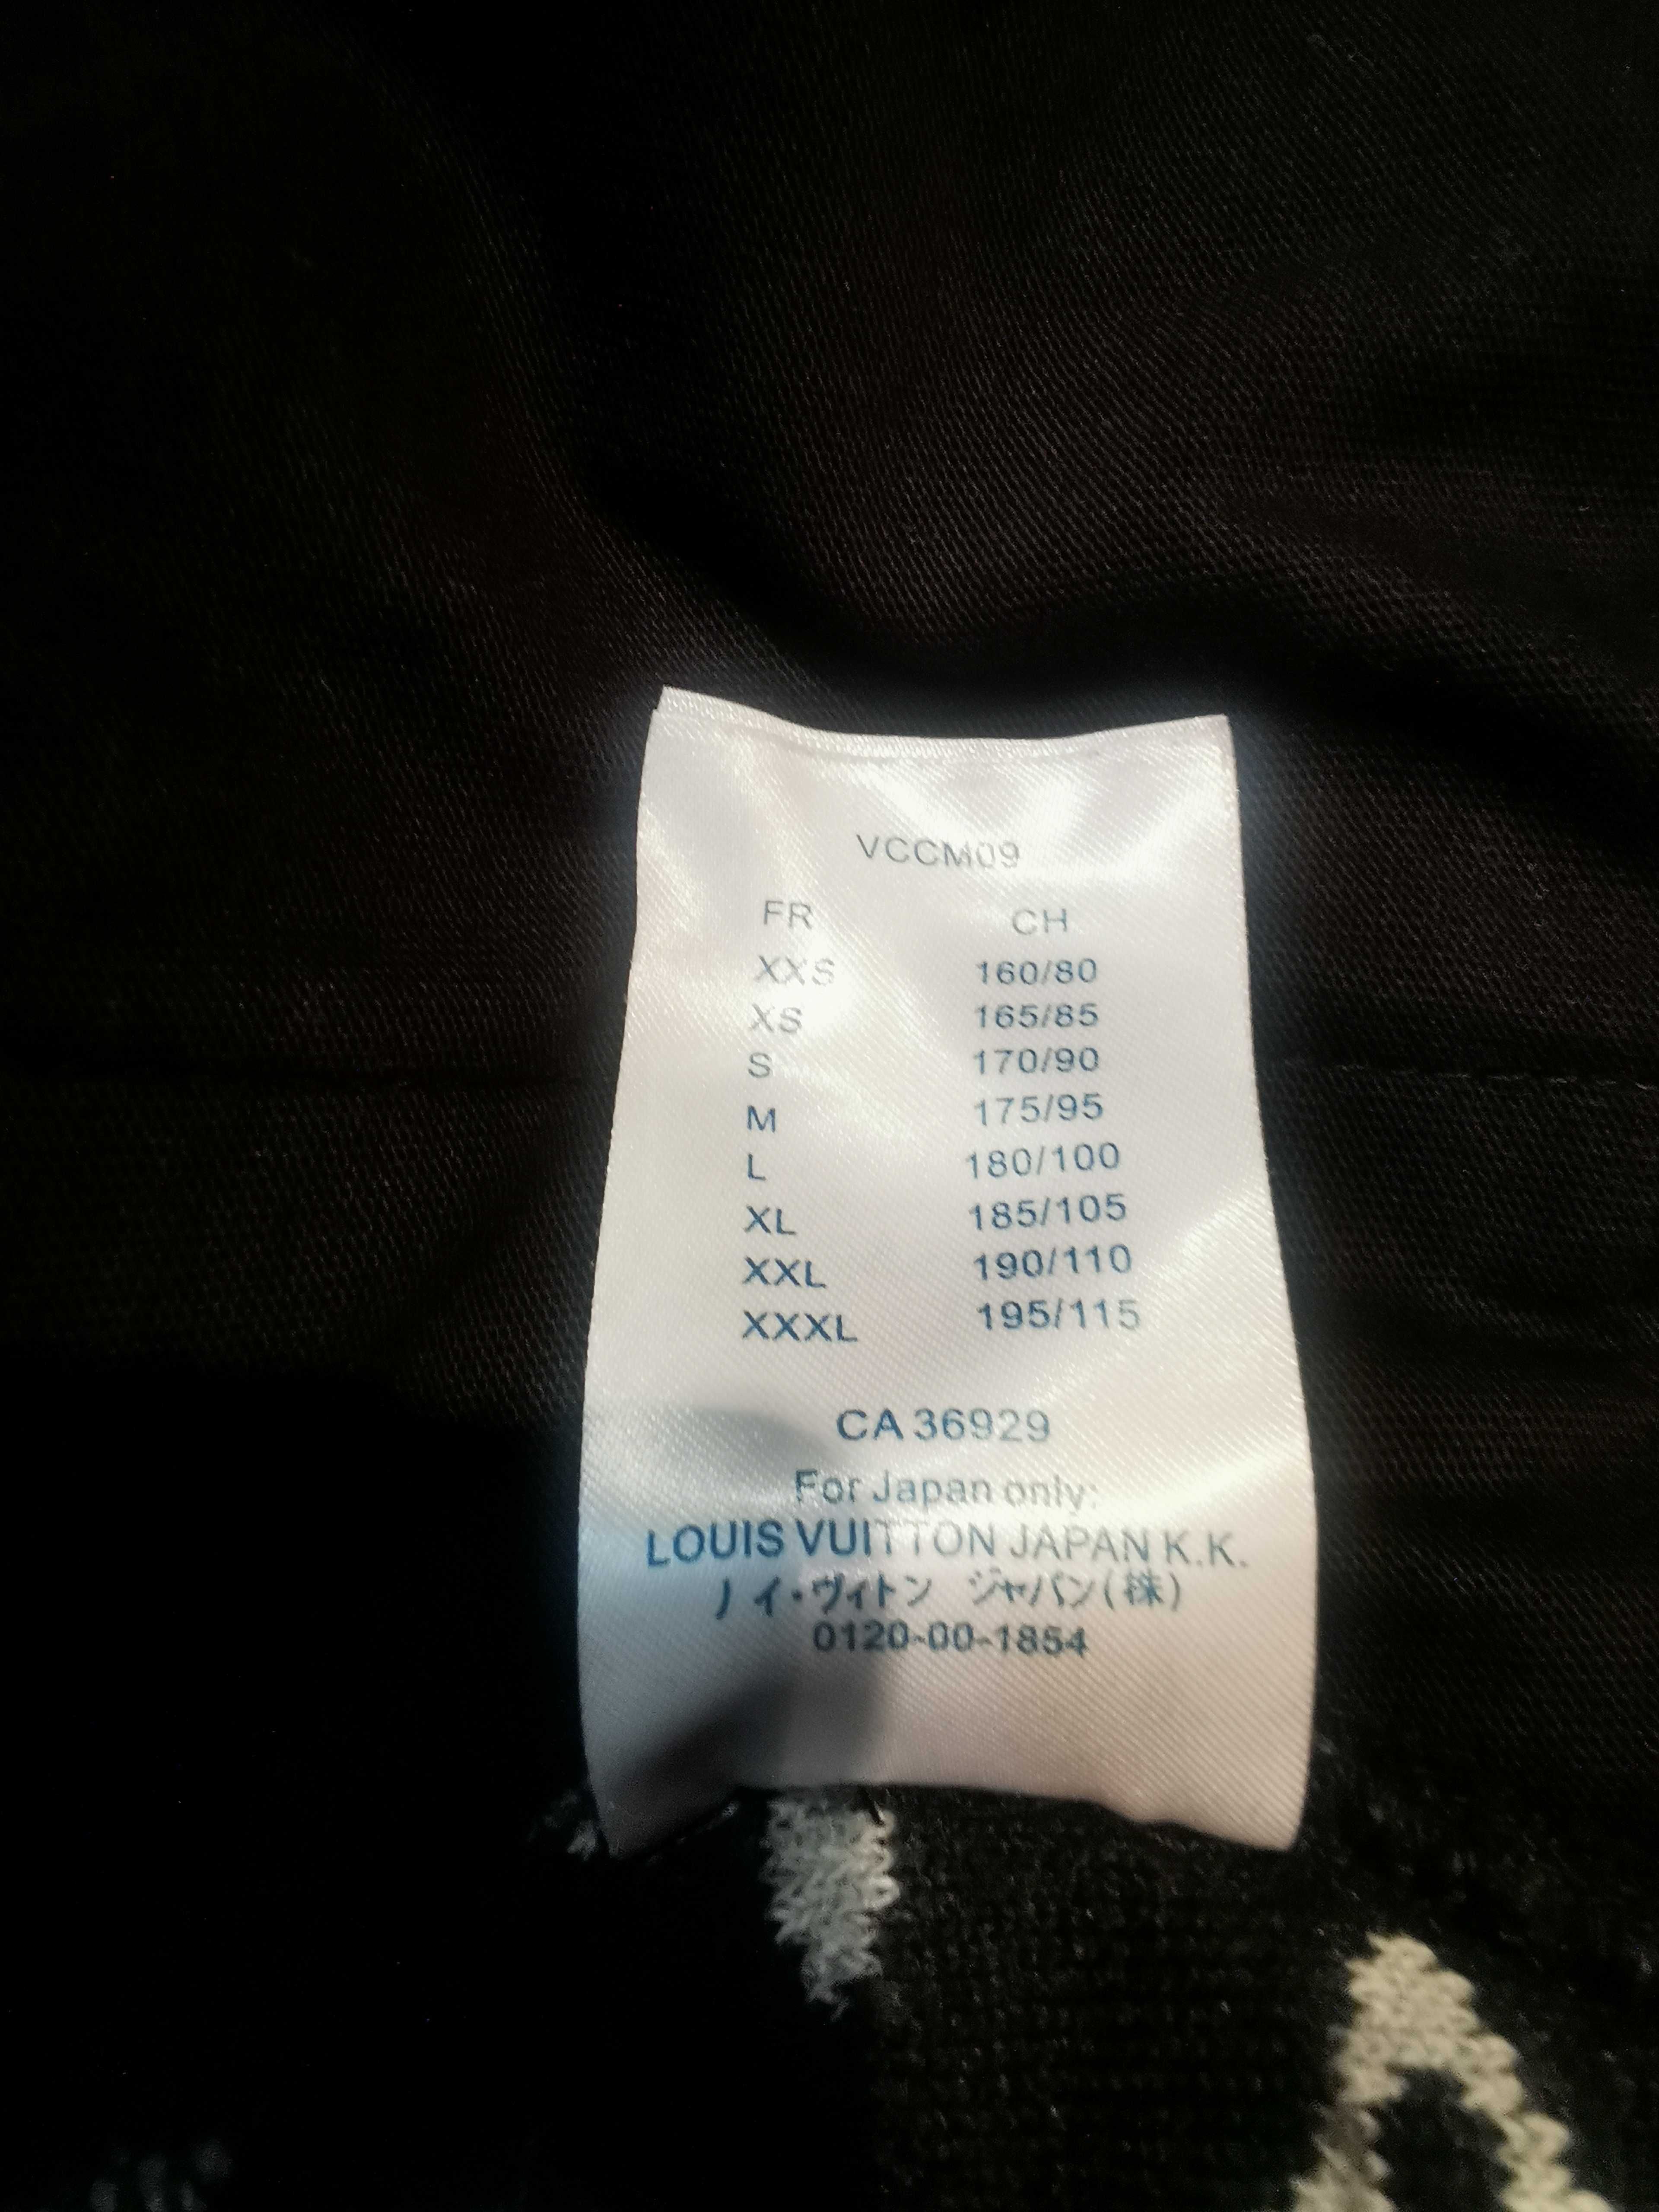 VCCM09
FR CH
XXS 160/80
XS 165/85
S 170/90
M 175/95
L 180/100
XL 185/105
XXL 190/110
XXXL 195/115
CA 36929
For Japan only:
LOUIS VUITTON JAPAN K.K.
ノイ・ヴィトン ジャパン(株)
0120-00-1854